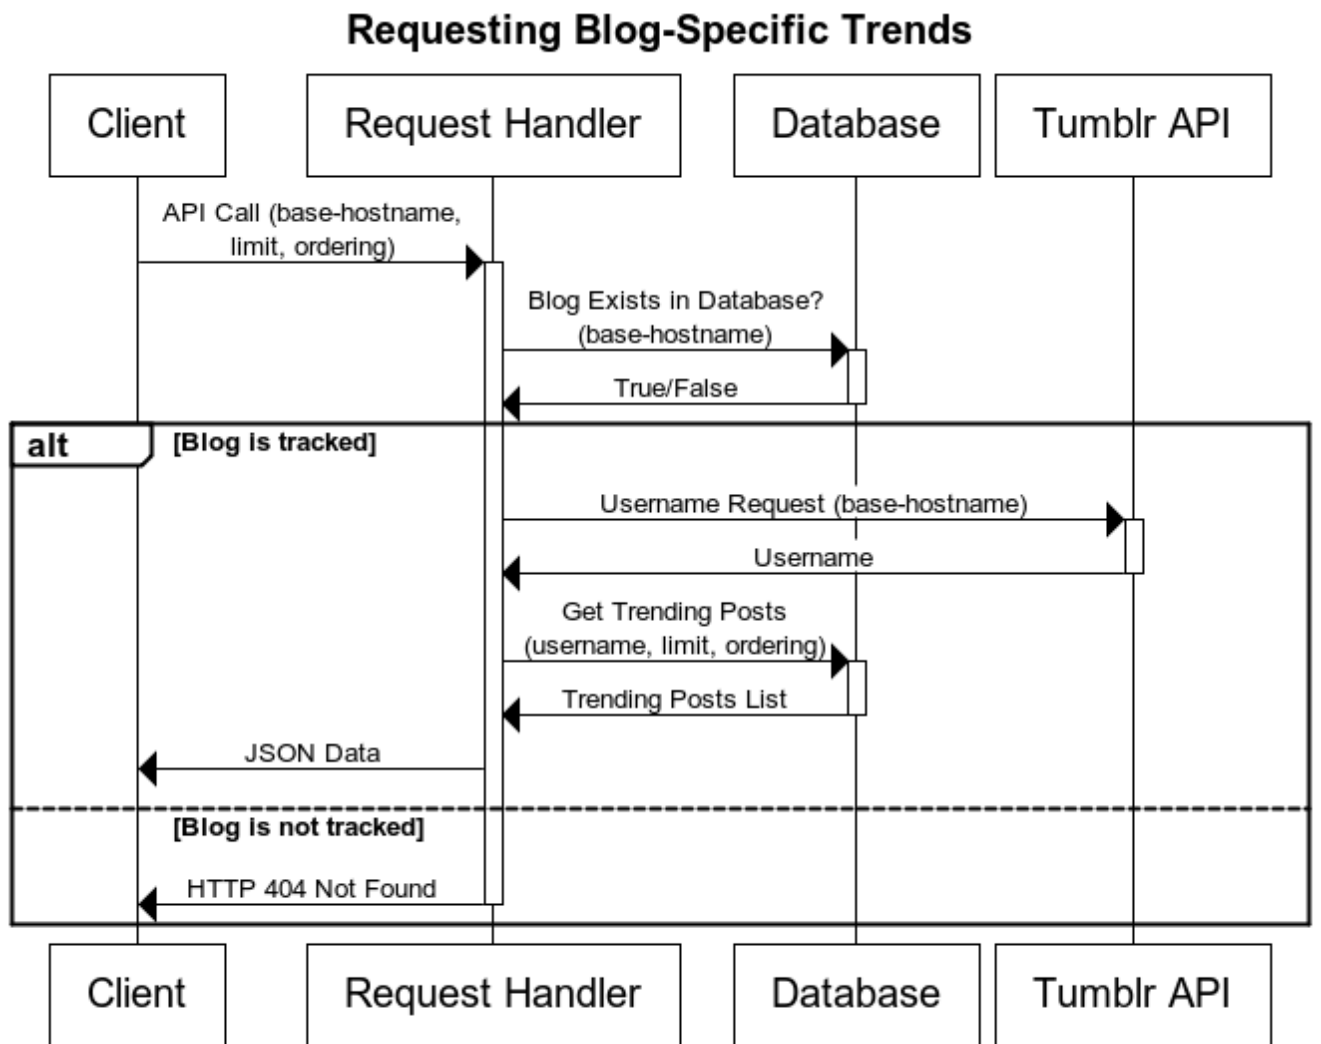 Requesting Blog-Specific Trends
Client
Request Handler
Database
Tumblr API
API Call (base-hostname,
limit, ordering)
Blog Exists in Database?
(base-hostname)
True/False
alt
[Blog is tracked]
Username Request (base-hostname)
Username
Get Trending Posts
(username, limit, ordering)
Trending Posts List
JSON Data
[Blog is not tracked]
HTTP 404 Not Found
Client
Request Handler
Database
Tumblr API